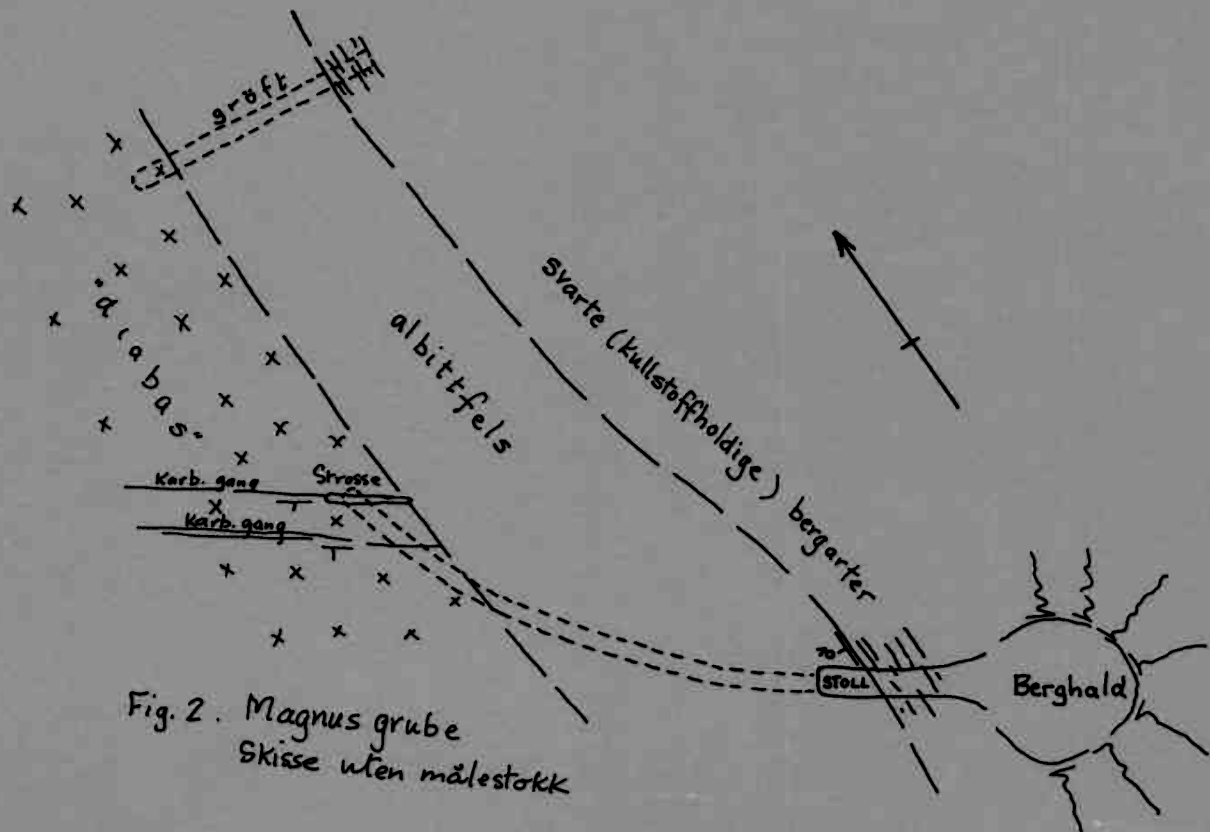 gröft
"diabas"
albittfels
svarte (kullstoffholdige) bergarter
Karb. gang
Strosse
Karb. gang
70
STOLL
Berghald
Fig. 2. Magnus grube
Skisse uten målestokk